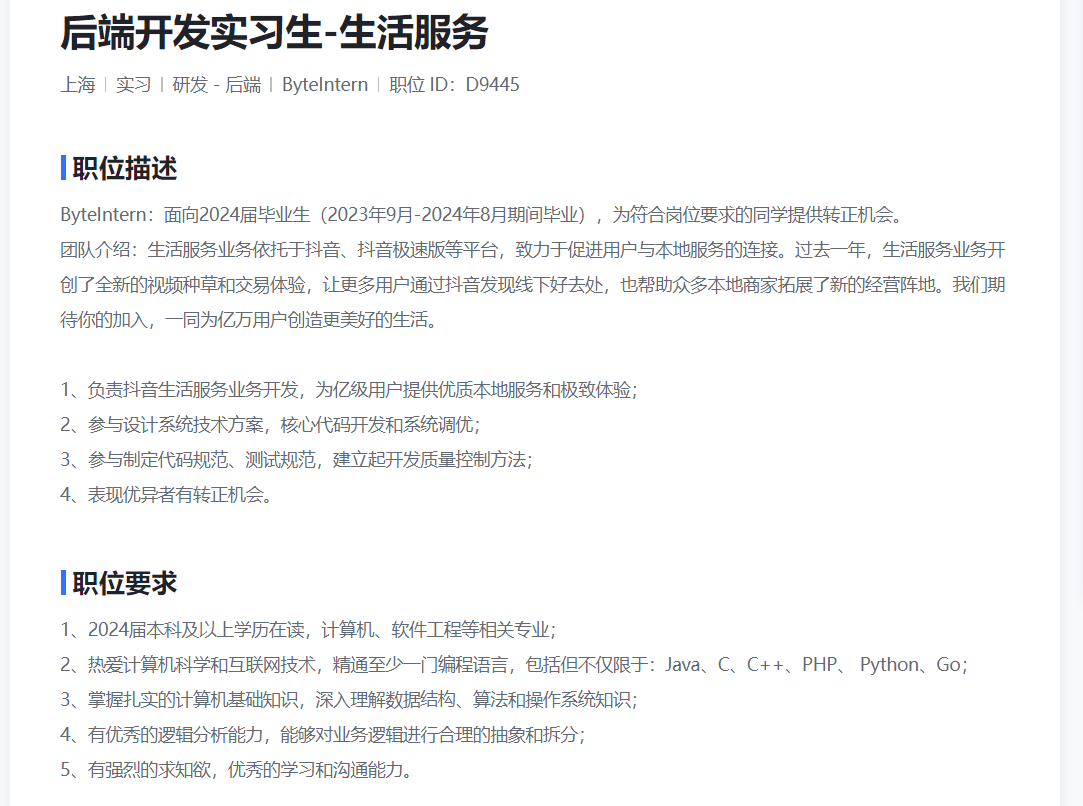 后端开发实习生-生活服务
上海 | 实习 | 研发 - 后端 | ByteIntern | 职位 ID：D9445
职位描述
ByteIntern：面向2024届毕业生（2023年9月-2024年8月期间毕业），为符合岗位要求的同学提供转正机会。
团队介绍：生活服务业务依托于抖音、抖音极速版等平台，致力于促进用户与本地服务的连接。过去一年，生活服务业务开
创了全新的视频种草和交易体验，让更多用户通过抖音发现线下好去处，也帮助众多本地商家拓展了新的经营阵地。我们期
待你的加入，一同为亿万用户创造更美好的生活。
1、负责抖音生活服务业务开发，为亿级用户提供优质本地服务和极致体验；
2、参与设计系统技术方案，核心代码开发和系统调优；
3、参与制定代码规范、测试规范，建立起开发质量控制方法；
4、表现优异者有转正机会。
职位要求
1、2024届本科及以上学历在读，计算机、软件工程等相关专业；
2、热爱计算机科学和互联网技术，精通至少一门编程语言，包括但不仅限于：Java、C、C++、PHP、 Python、Go；
3、掌握扎实的计算机基础知识，深入理解数据结构、算法和操作系统知识；
4、有优秀的逻辑分析能力，能够对业务逻辑进行合理的抽象和拆分；
5、有强烈的求知欲，优秀的学习和沟通能力。